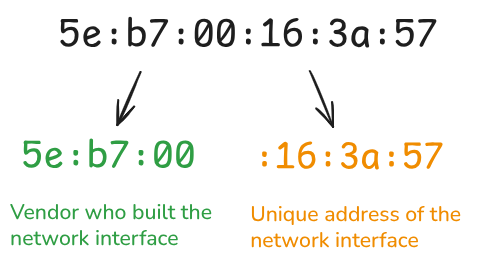 5e:b7:00:16:3a:57
5e:b7:00
:16:3a:57
Vendor who built the
network interface
Unique address of the
network interface